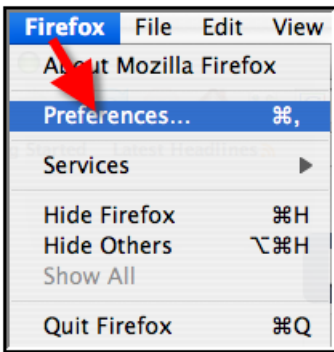 Firefox File Edit View
About Mozilla Firefox
Preferences... ⌘,
Services ▶
Hide Firefox ⌘H
Hide Others ⌥⌘H
Show All
Quit Firefox ⌘Q